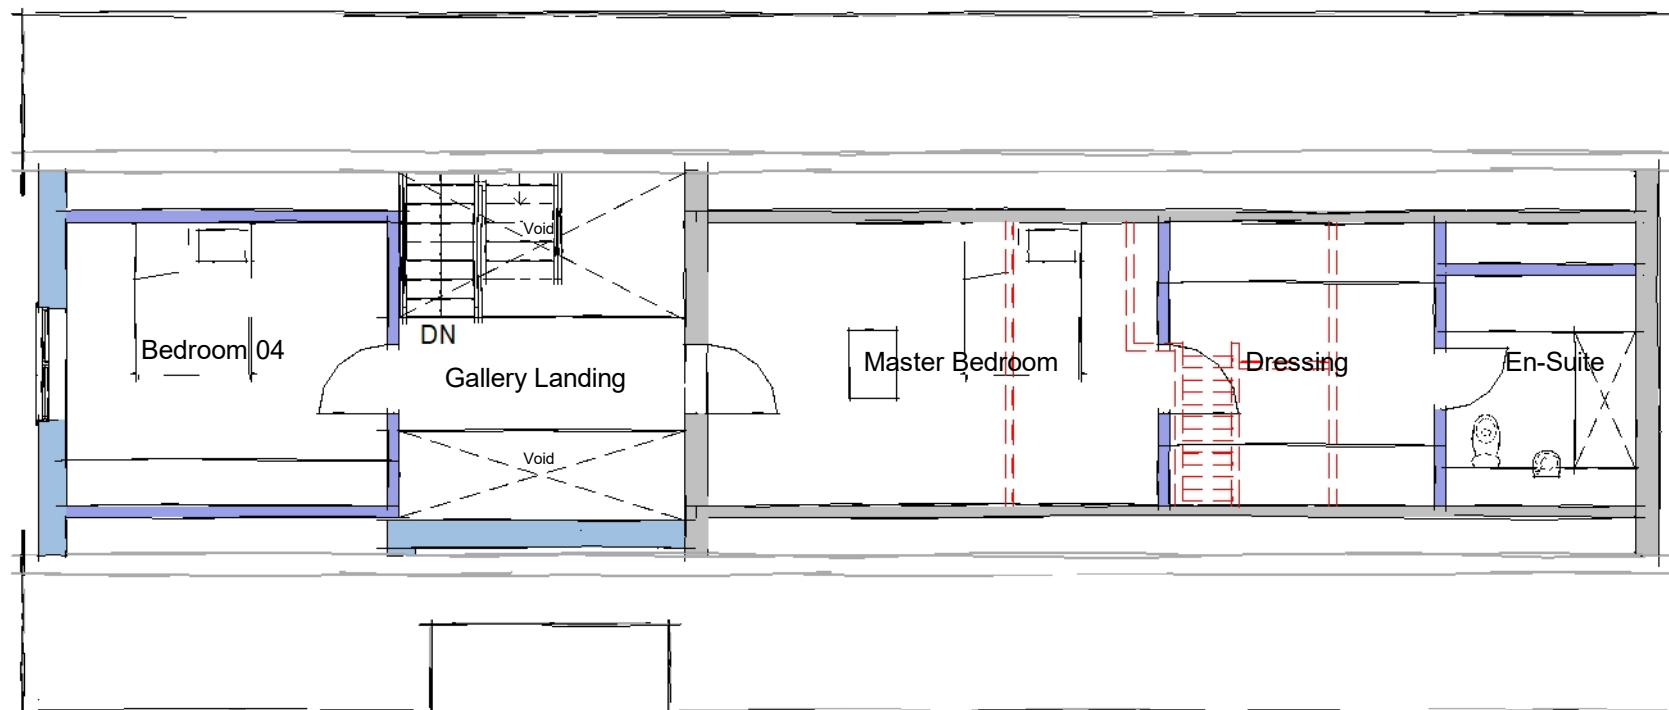 Void
DN
Bedroom 04
Gallery Landing
Master Bedroom
Dressing
En-Suite
Void